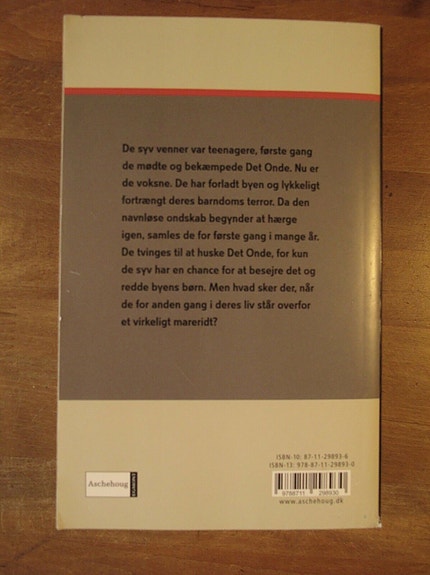 De syv venner var teenagere, første gang
de mødte og bekæmpede Det Onde. Nu er
de voksne. De har forladt byen og lykkeligt
fortrængt deres barndoms terror. Da den
navnløse ondskab begynder at hærge
igen, samles de for første gang i mange år.
De tvinges til at huske Det Onde, for kun
de syv har en chance for at besejre det og
redde byens børn. Men hvad sker der, når
de for anden gang i deres liv står overfor
et virkeligt mareridt?
ISBN-10: 87-11-29893-6
ISBN-13: 978-87-11-29893-0
9788711 298930
www.aschehoug.dk
Aschehoug